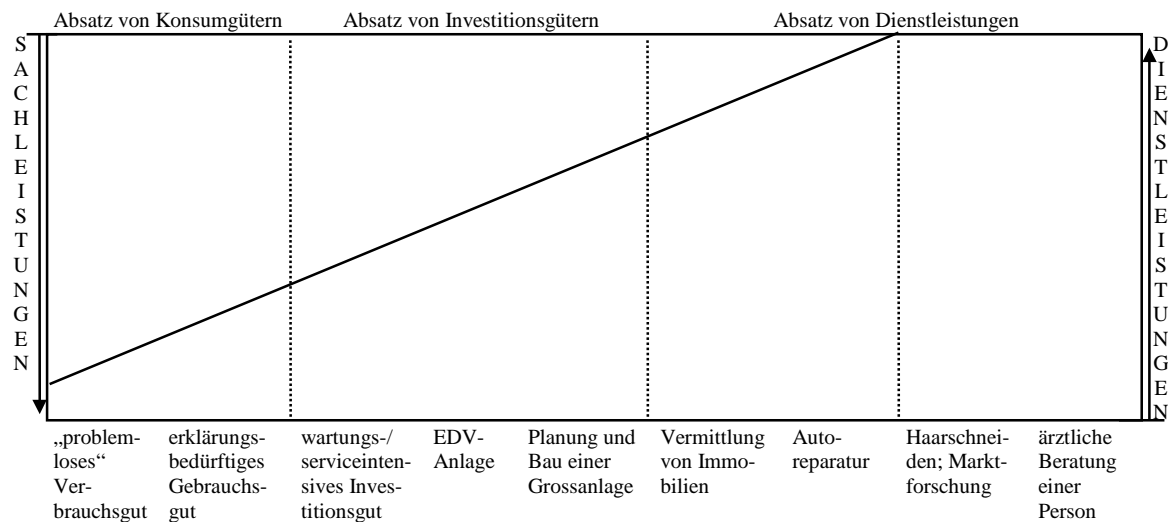 Absatz von Konsumgütern
Absatz von Investitionsgütern
Absatz von Dienstleistungen
SACHLEISTUNGEN
DIENSTLEISTUNGEN
„problem-
loses“
Ver-
brauchsgut
erklärungs-
bedürftiges
Gebrauchs-
gut
wartungs-/
serviceinten-
sives Inves-
titionsgut
EDV-
Anlage
Planung und
Bau einer
Grossanlage
Vermittlung
von Immo-
bilien
Auto-
reparatur
Haarschnei-
den; Markt-
forschung
ärztliche
Beratung
einer
Person